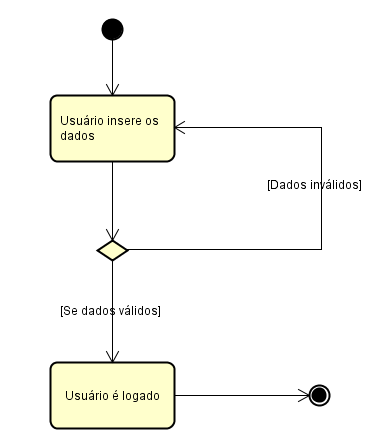 Usuário insere os
dados
[Dados inválidos]
[Se dados válidos]
Usuário é logado